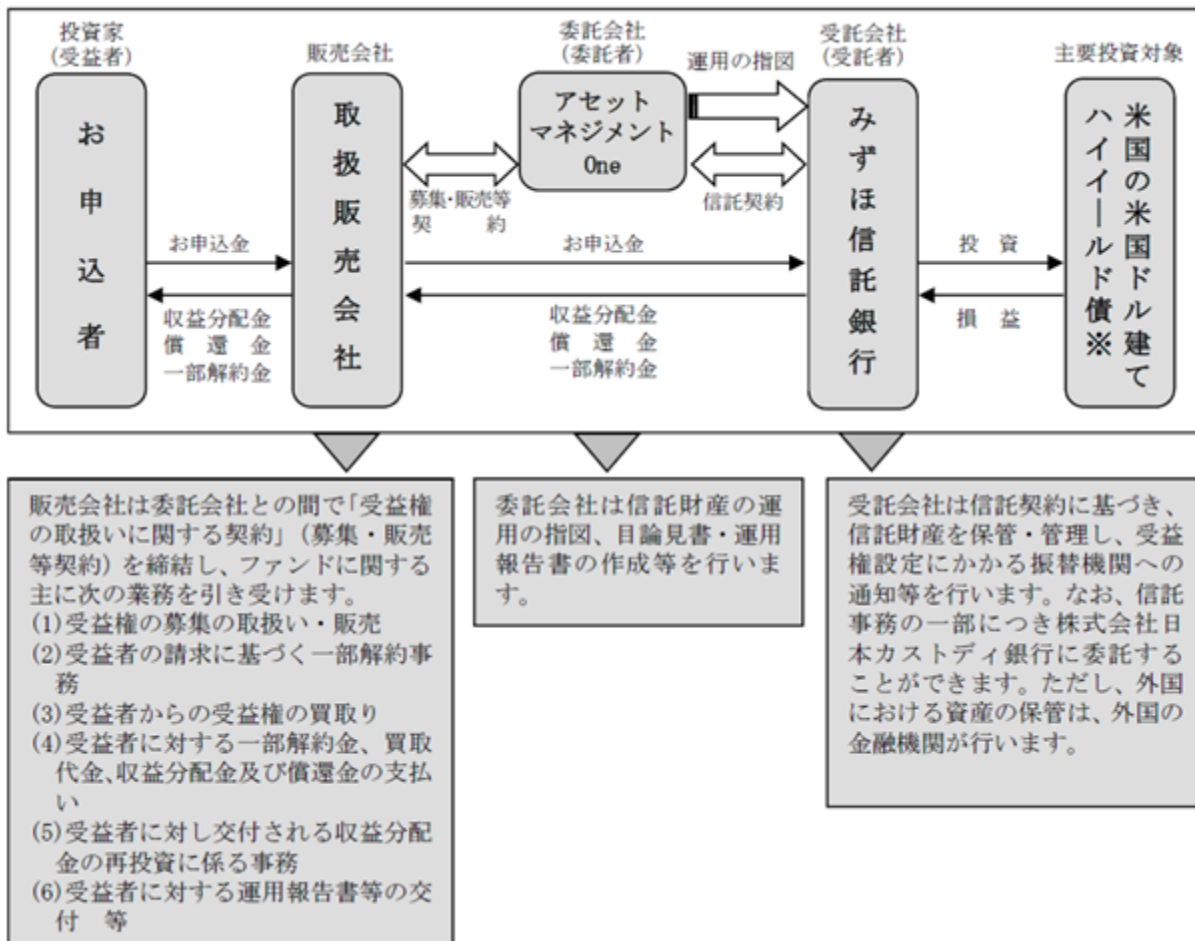 投資家
(受益者)
販売会社
委託会社
(委託者)
運用の指図
受託会社
(受託者)
主要投資対象
お申込者
取扱販売会社
アセット
マネジメント
One
みずほ信託銀行
米国の米国ドル建て
ハイイールド債※
募集・販売等
契　　約
信託契約
お申込金
お申込金
投　資
収益分配金
償　還　金
一部解約金
収益分配金
償　還　金
一部解約金
損　益
販売会社は委託会社との間で「受益権
の取扱いに関する契約」（募集・販売
等契約）を締結し、ファンドに関する
主に次の業務を引き受けます。
(1)受益権の募集の取扱い・販売
(2)受益者の請求に基づく一部解約事
務
(3)受益者からの受益権の買取り
(4)受益者に対する一部解約金、買取
代金、収益分配金及び償還金の支払
い
(5)受益者に対し交付される収益分配
金の再投資に係る事務
(6)受益者に対する運用報告書等の交
付　等
委託会社は信託財産の運
用の指図、目論見書・運用
報告書の作成等を行いま
す。
受託会社は信託契約に基づき、
信託財産を保管・管理し、受益
権設定にかかる振替機関への
通知等を行います。なお、信託
事務の一部につき株式会社日
本カストディ銀行に委託する
ことができます。ただし、外国
における資産の保管は、外国の
金融機関が行います。